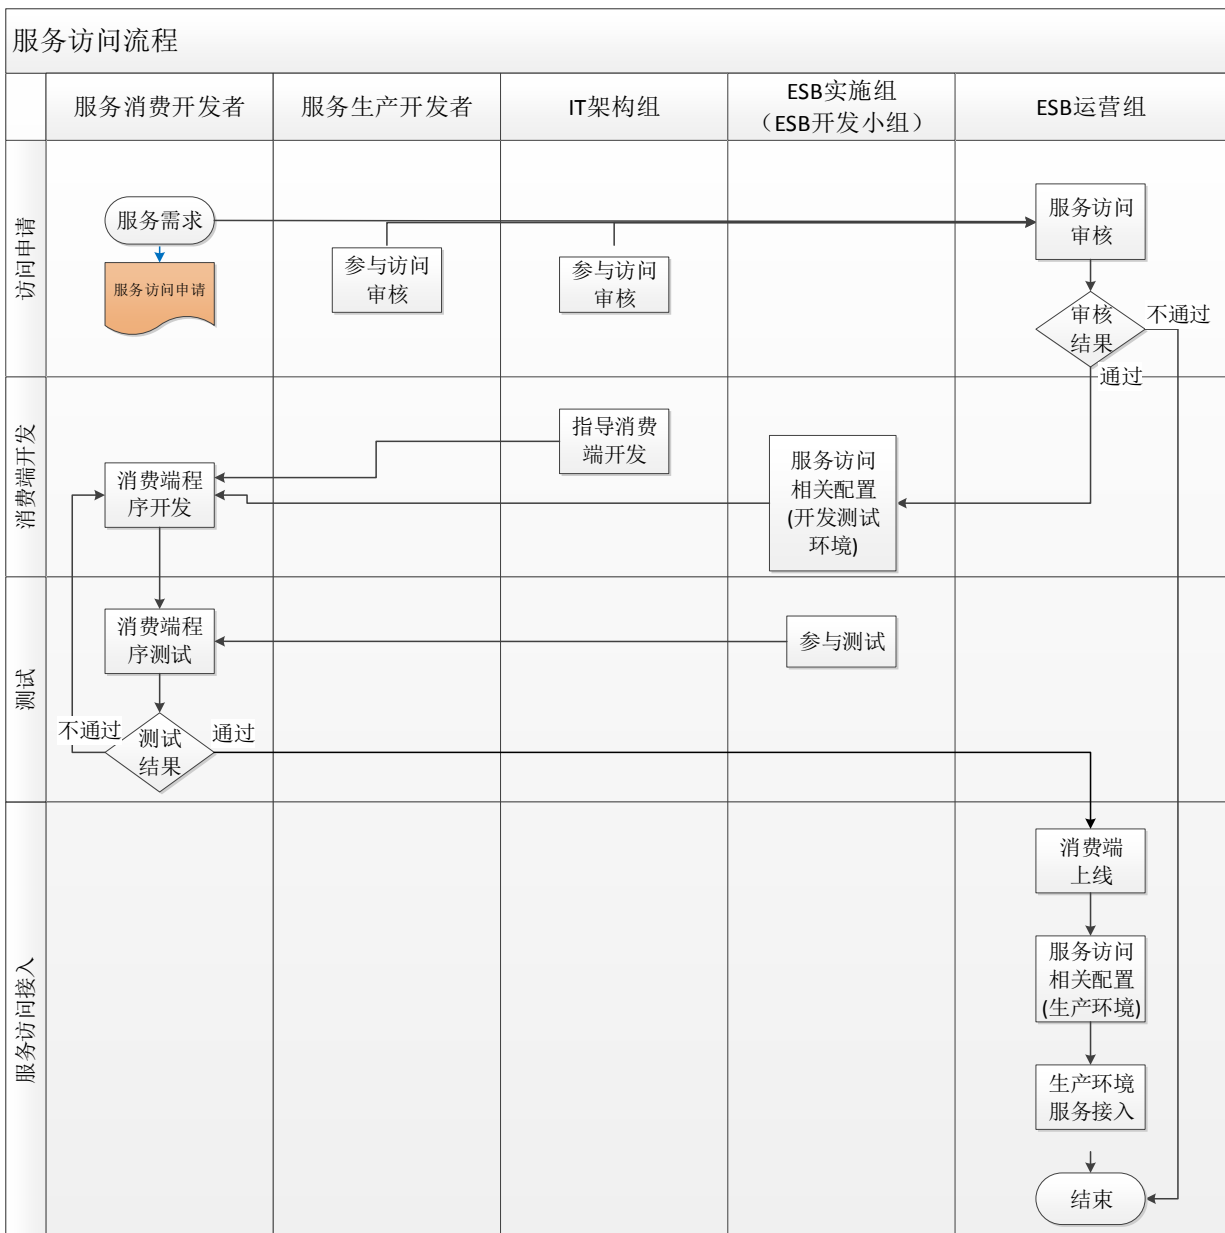 服务访问流程
服务消费开发者
服务生产开发者
IT架构组
ESB实施组
（ESB开发小组）
ESB运营组
访问申请
服务需求
服务访问申请
参与访问
审核
参与访问
审核
服务访问
审核
审核
结果
不通过
通过
消费端开发
指导消费
端开发
消费端程
序开发
服务访问
相关配置
(开发测试
环境)
测试
消费端程
序测试
参与测试
不通过
测试
结果
通过
服务访问接入
消费端
上线
服务访问
相关配置
(生产环境)
生产环境
服务接入
结束